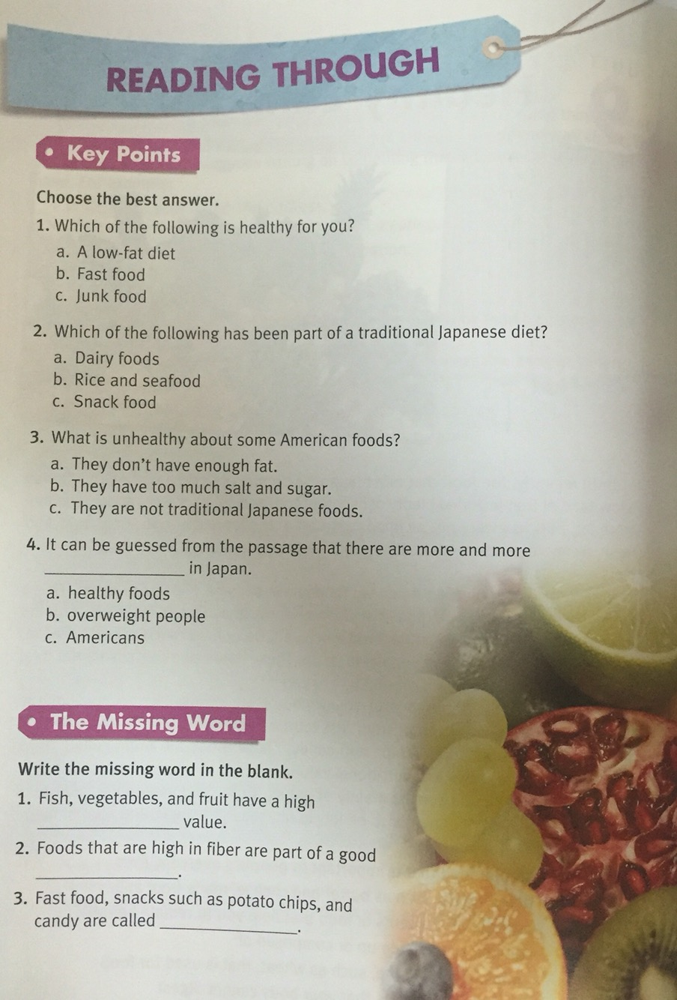 READING THROUGH
• Key Points
Choose the best answer.
1. Which of the following is healthy for you?
a. A low-fat diet
b. Fast food
c. Junk food
2. Which of the following has been part of a traditional Japanese diet?
a. Dairy foods
b. Rice and seafood
c. Snack food
3. What is unhealthy about some American foods?
a. They don't have enough fat.
b. They have too much salt and sugar.
c. They are not traditional Japanese foods.
4. It can be guessed from the passage that there are more and more
_______________ in Japan.
a. healthy foods
b. overweight people
c. Americans
• The Missing Word
Write the missing word in the blank.
1. Fish, vegetables, and fruit have a high
_______________ value.
2. Foods that are high in fiber are part of a good
_______________.
3. Fast food, snacks such as potato chips, and
candy are called _______________.